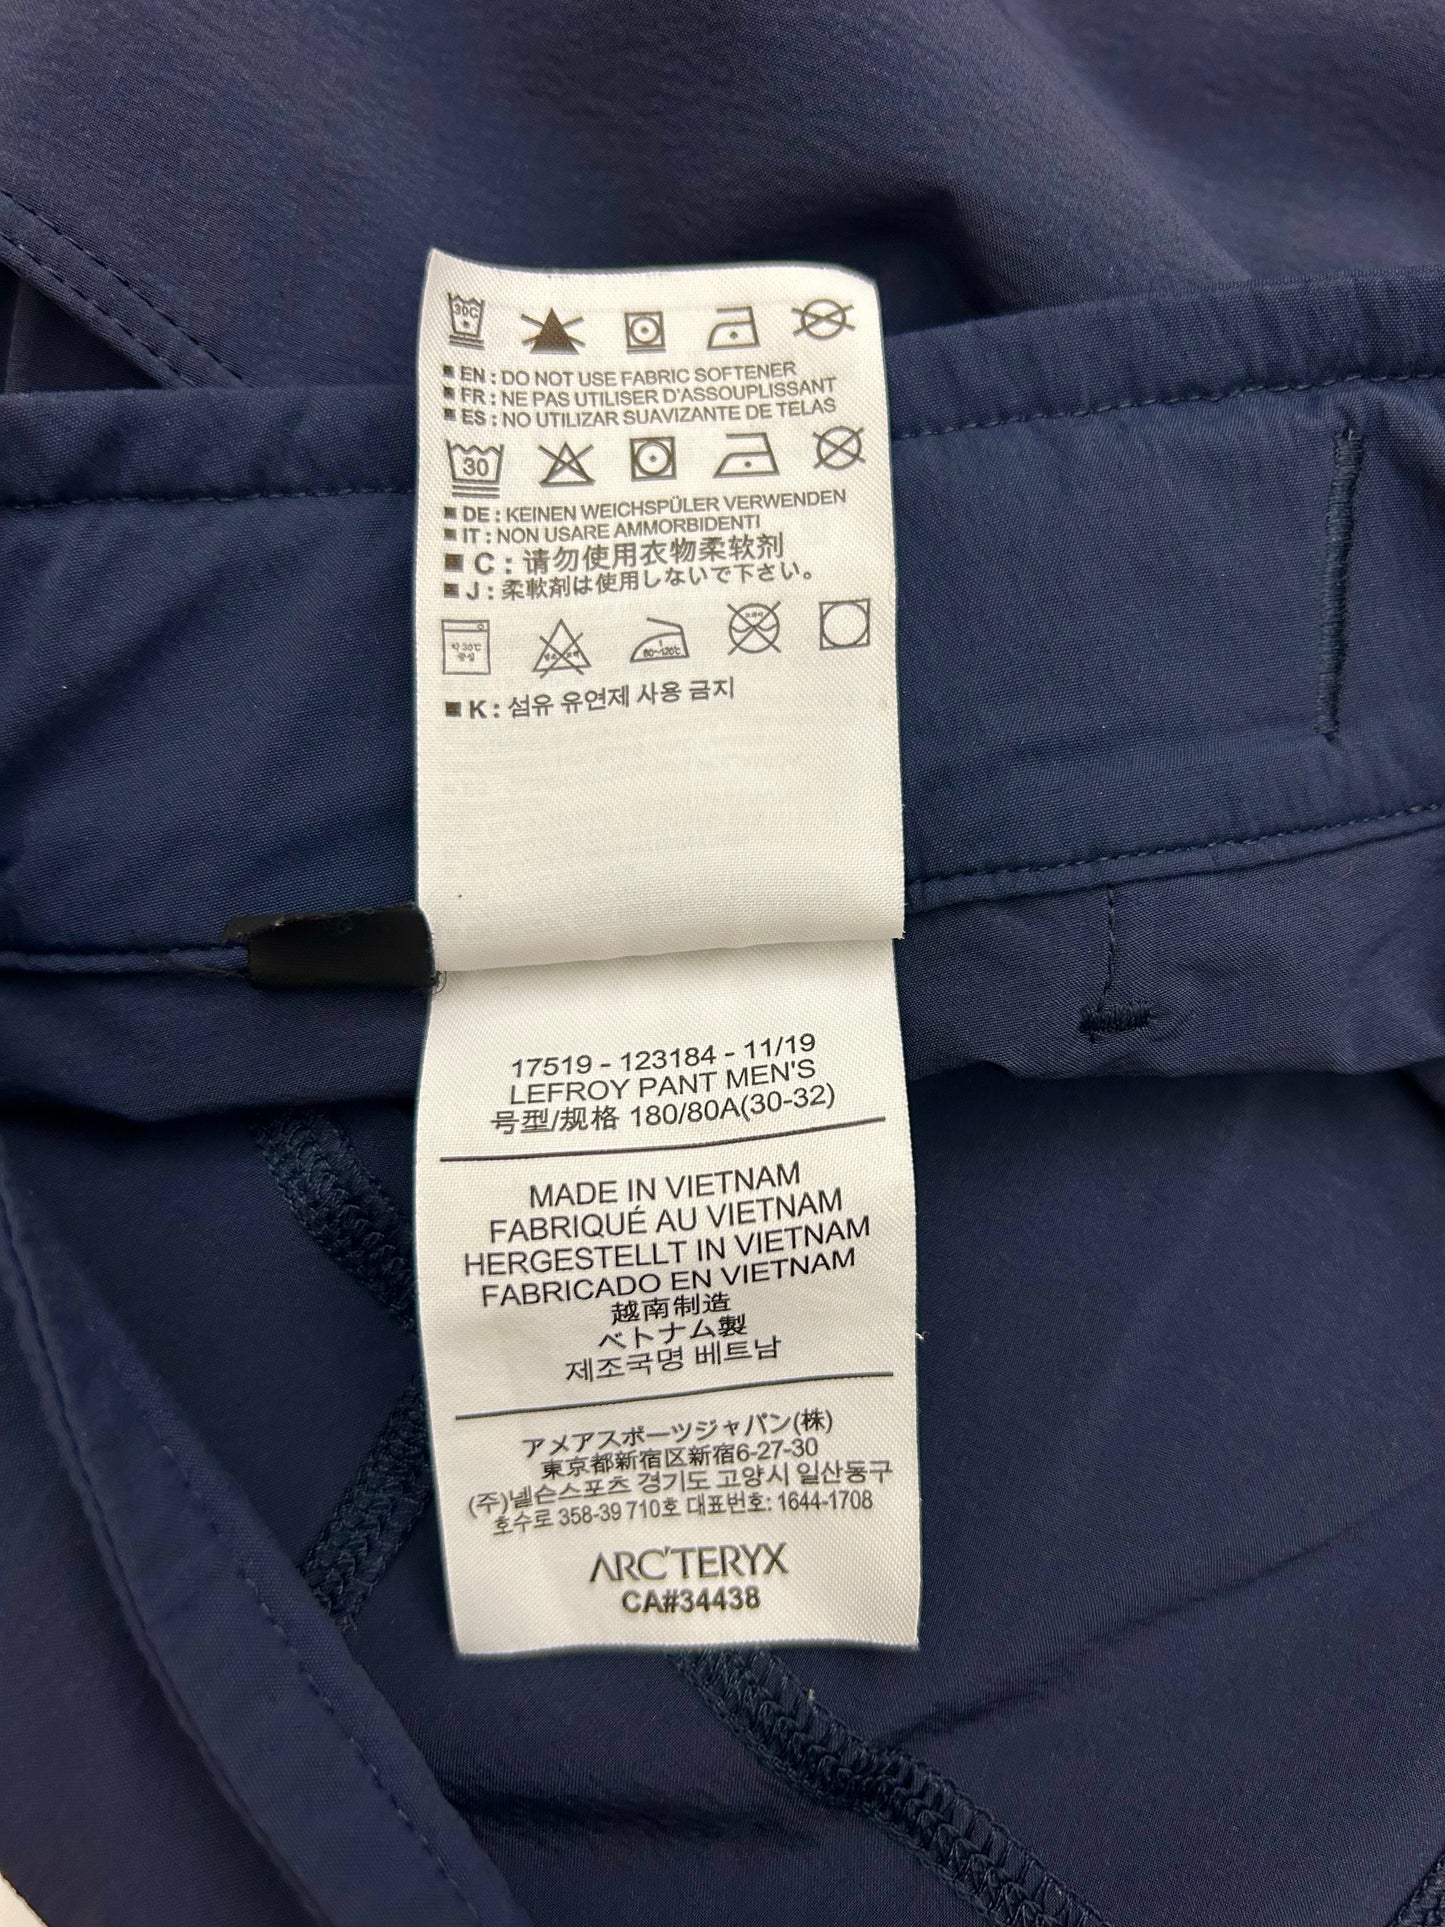 30C
■ EN : DO NOT USE FABRIC SOFTENER
■ FR : NE PAS UTILISER D'ASSOUPLISSANT
■ ES : NO UTILIZAR SUAVIZANTE DE TELAS
30
■ DE : KEINEN WEICHSPÜLER VERWENDEN
■ IT : NON USARE AMMORBIDENTI
■ C : 请勿使用衣物柔软剂
■ J : 柔軟剤は使用しないで下さい。
약 30℃ 1
중성 80~120℃
■ K : 섬유 유연제 사용 금지
17519 - 123184 - 11/19
LEFROY PANT MEN'S
号型/规格 180/80A(30-32)
MADE IN VIETNAM
FABRIQUÉ AU VIETNAM
HERGESTELLT IN VIETNAM
FABRICADO EN VIETNAM
越南制造
ベトナム製
제조국명 베트남
アメアスポーツジャパン(株)
東京都新宿区新宿6-27-30
(주)넬슨스포츠 경기도 고양시 일산동구
호수로 358-39 710호 대표번호: 1644-1708
ARC'TERYX
CA#34438